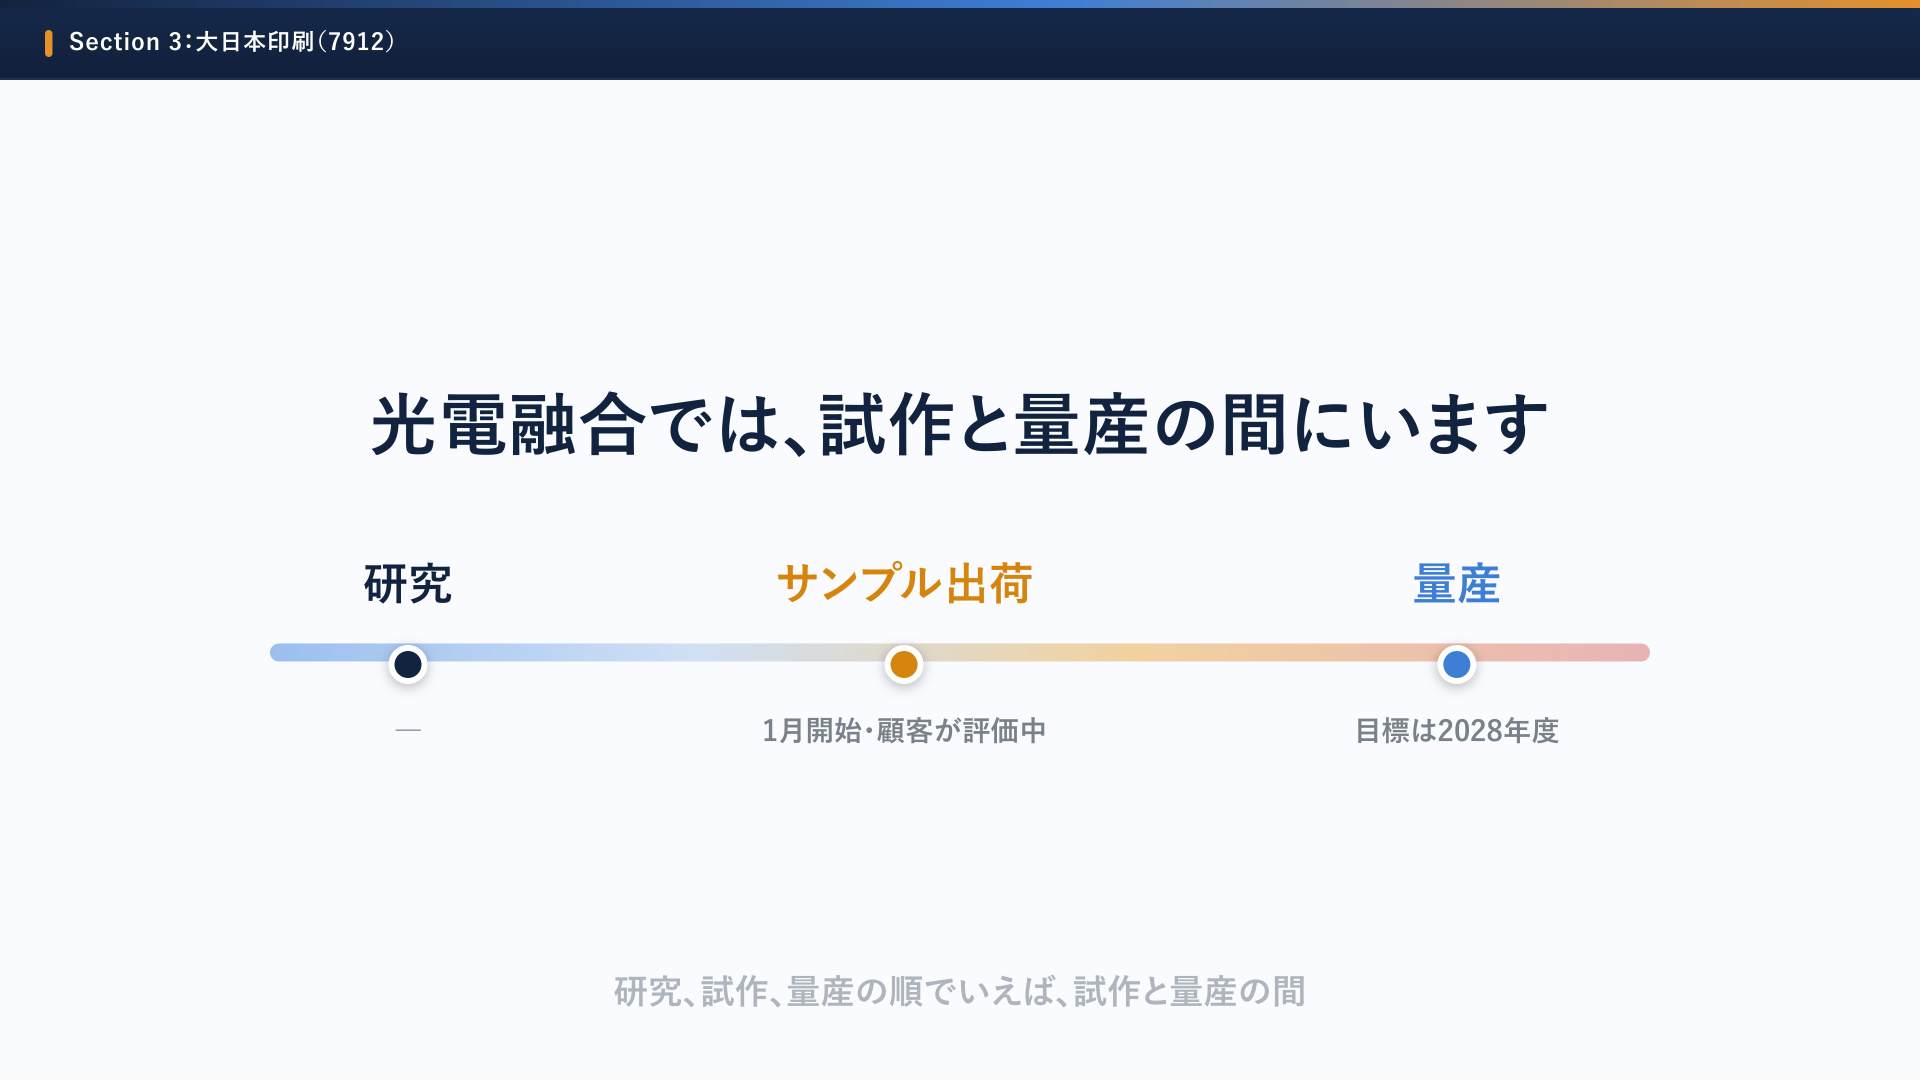 Section 3：大日本印刷（7912）
光電融合では、試作と量産の間にいます
研究
サンプル出荷
量産
—
1月開始・顧客が評価中
目標は2028年度
研究、試作、量産の順でいえば、試作と量産の間